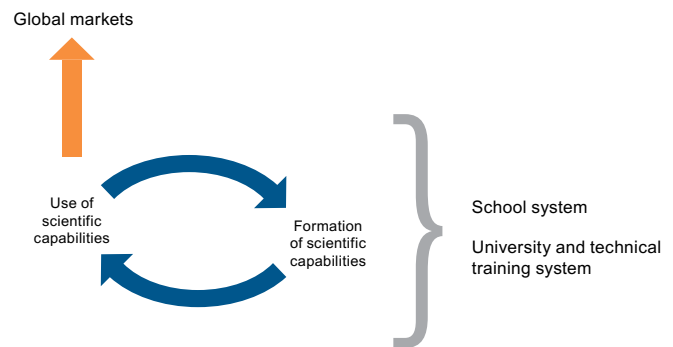 Global markets
Use of
scientific
capabilities
Formation
of scientific
capabilities
School system
University and technical
training system